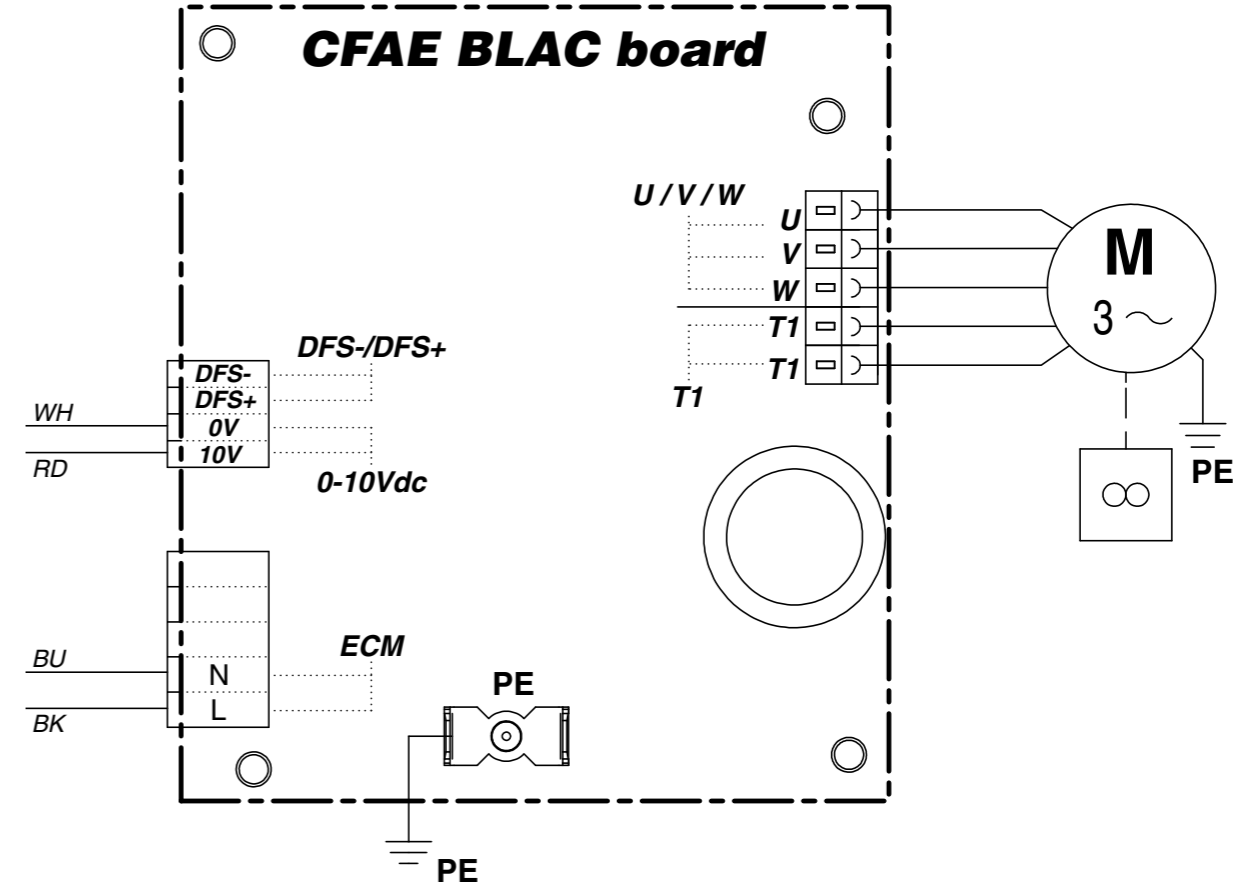 CFAE BLAC board
U / V / W
U
V
W
T1
T1
T1
M
3 ~
PE
DFS-/DFS+
DFS-
DFS+
0V
10V
WH
RD
0-10Vdc
ECM
BU
N
BK
L
PE
PE